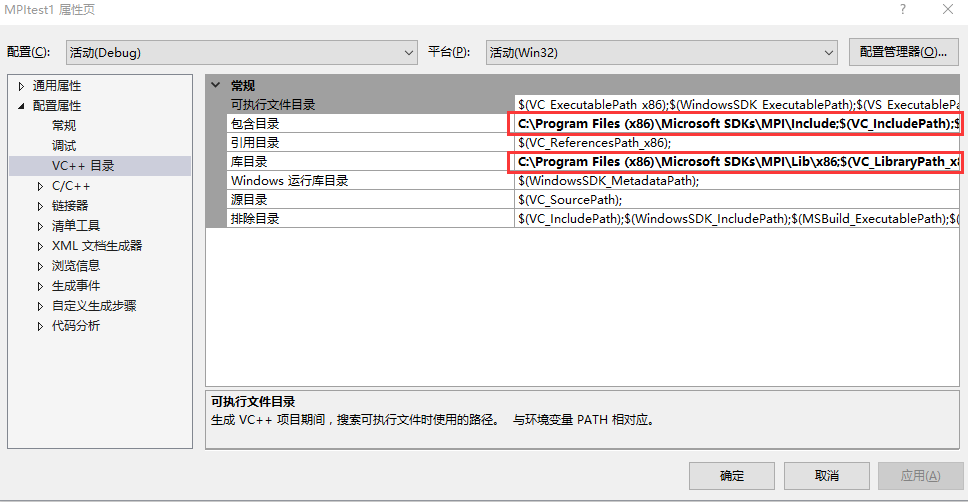 MPItest1 属性页
配置(C): 活动(Debug) 平台(P): 活动(Win32) 配置管理器(O)...
通用属性
配置属性
常规
调试
VC++ 目录
C/C++
链接器
清单工具
XML 文档生成器
浏览信息
生成事件
自定义生成步骤
代码分析
常规
可执行文件目录 $(VC_ExecutablePath_x86);$(WindowsSDK_ExecutablePath);$(VS_ExecutablePa
包含目录 C:\Program Files (x86)\Microsoft SDKs\MPI\Include;$(VC_IncludePath);$
引用目录 $(VC_ReferencesPath_x86);
库目录 C:\Program Files (x86)\Microsoft SDKs\MPI\Lib\x86;$(VC_LibraryPath_x8
Windows 运行库目录 $(WindowsSDK_MetadataPath);
源目录 $(VC_SourcePath);
排除目录 $(VC_IncludePath);$(WindowsSDK_IncludePath);$(MSBuild_ExecutablePath);$(
可执行文件目录
生成 VC++ 项目期间，搜索可执行文件时使用的路径。 与环境变量 PATH 相对应。
确定 取消 应用(A)